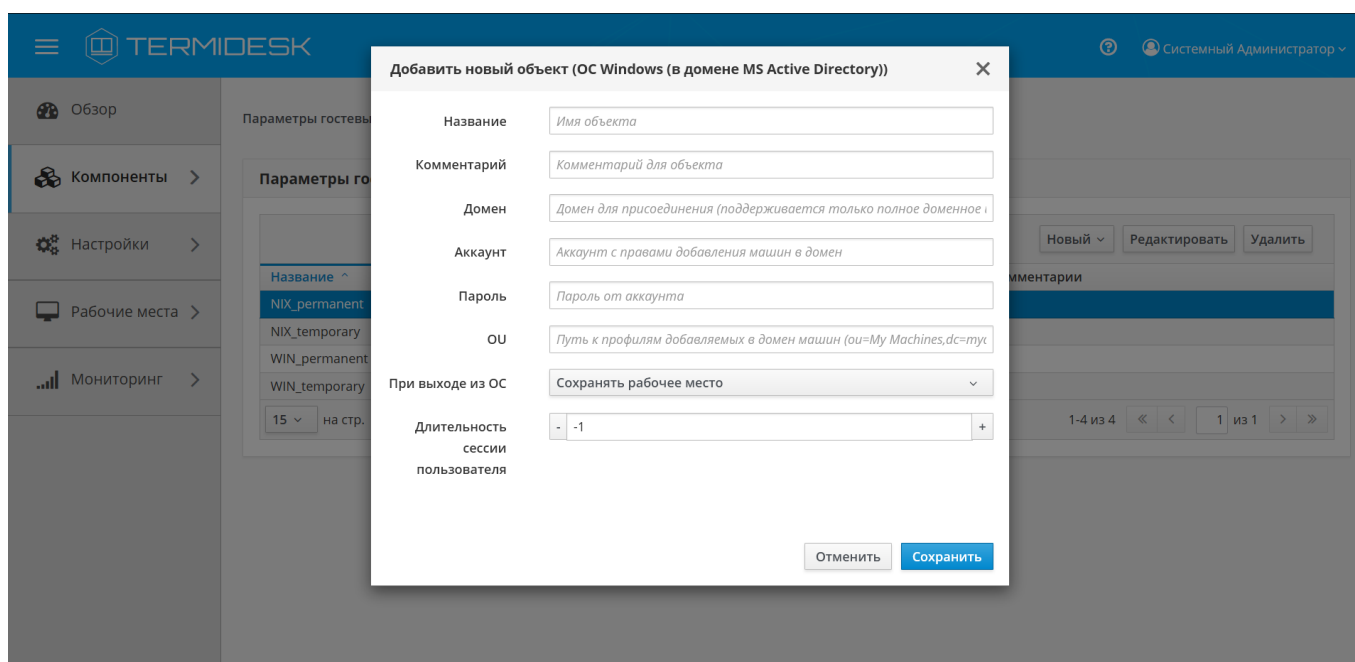 TERMIDESK
Системный Администратор
Добавить новый объект (ОС Windows (в домене MS Active Directory))
Обзор
Компоненты
Настройки
Рабочие места
Мониторинг
Параметры гостевы
Параметры го
Новый
Редактировать
Удалить
Название
мментарии
NIX_permanent
NIX_temporary
WIN_permanent
WIN_temporary
15 на стр.
1-4 из 4
1 из 1
Название
Имя объекта
Комментарий
Комментарий для объекта
Домен
Домен для присоединения (поддерживается только полное доменное
Аккаунт
Аккаунт с правами добавления машин в домен
Пароль
Пароль от аккаунта
OU
Путь к профилям добавляемых в домен машин (ou=My Machines,dc=myc
При выходе из ОС
Сохранять рабочее место
Длительность
сессии
пользователя
- -1 +
Отменить
Сохранить